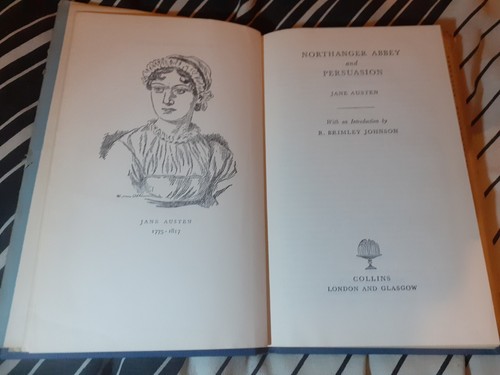 JANE AUSTEN
1775-1817
NORTHANGER ABBEY
and
PERSUASION
JANE AUSTEN
With an Introduction by
R. BRIMLEY JOHNSON
COLLINS
LONDON AND GLASGOW